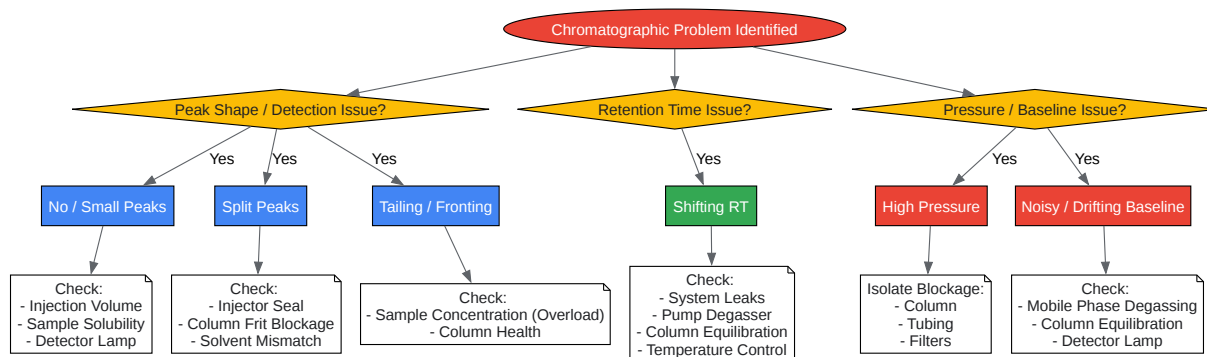 Chromatographic Problem Identified
Peak Shape / Detection Issue?
Retention Time Issue?
Pressure / Baseline Issue?
Yes
Yes
Yes
Yes
Yes
Yes
No / Small Peaks
Split Peaks
Tailing / Fronting
Shifting RT
High Pressure
Noisy / Drifting Baseline
Check:
- Injection Volume
- Sample Solubility
- Detector Lamp
Check:
- Injector Seal
- Column Frit Blockage
- Solvent Mismatch
Check:
- Sample Concentration (Overload)
- Column Health
Check:
- System Leaks
- Pump Degasser
- Column Equilibration
- Temperature Control
Isolate Blockage:
- Column
- Tubing
- Filters
Check:
- Mobile Phase Degassing
- Column Equilibration
- Detector Lamp